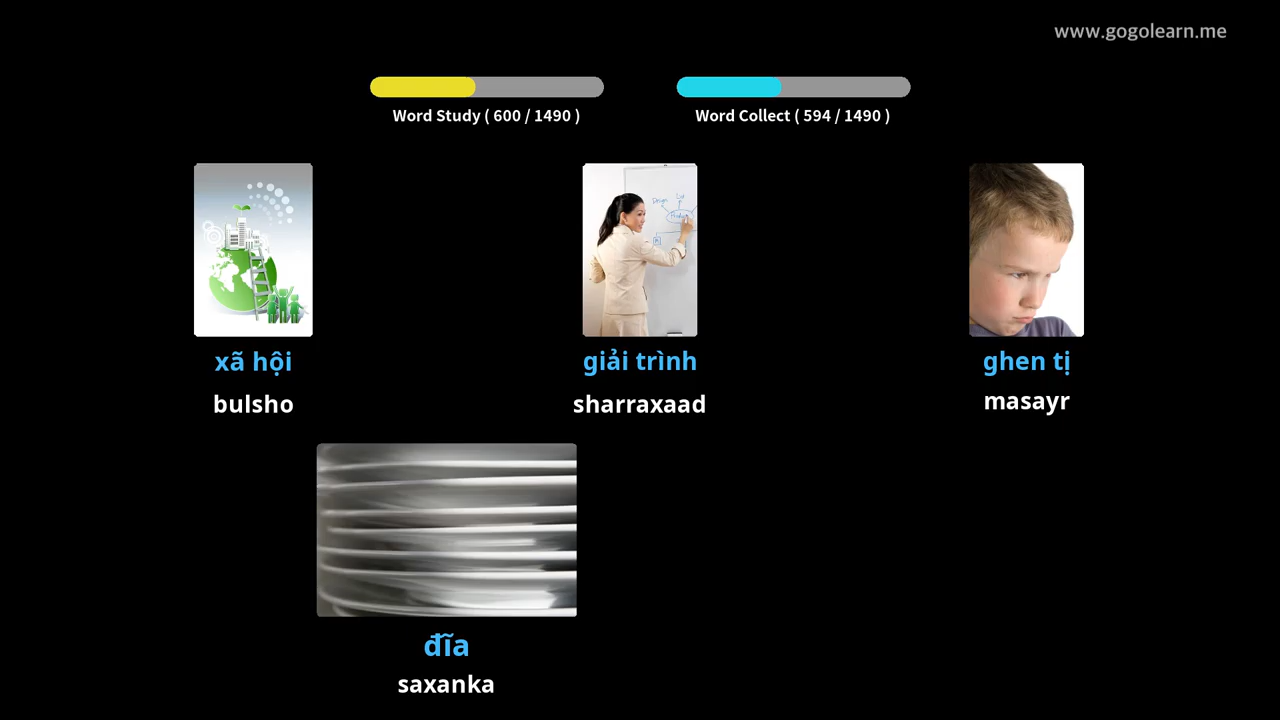 www.gogolearn.me
Word Study ( 600 / 1490 )
Word Collect ( 594 / 1490 )
xã hội
giải trình
ghen tị
bulsho
sharraxaad
masayr
đĩa
saxanka